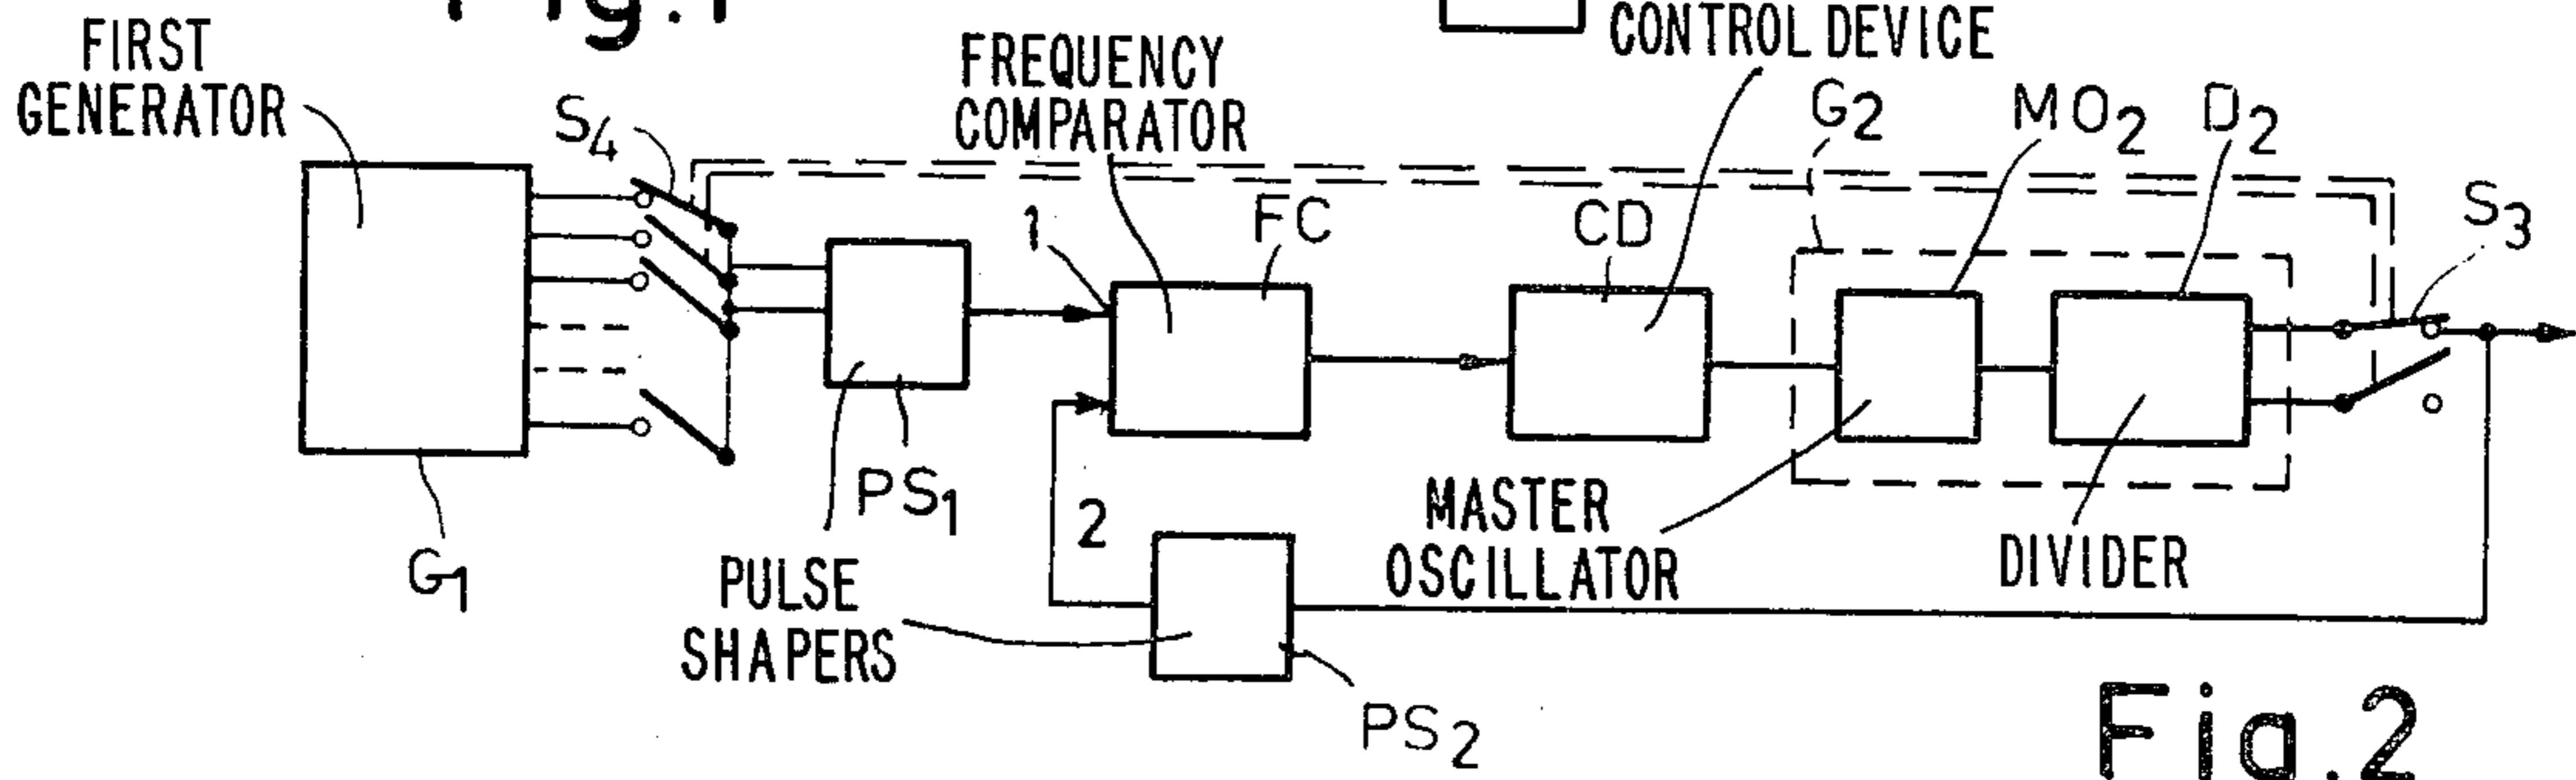 Fig.1
CONTROL DEVICE
FIRST
GENERATOR
FREQUENCY
COMPARATOR
S4
G2
MO2
D2
1
FC
CD
S3
PS1
2
G1
PULSE
SHAPERS
MASTER
OSCILLATOR
DIVIDER
PS2
Fig.2